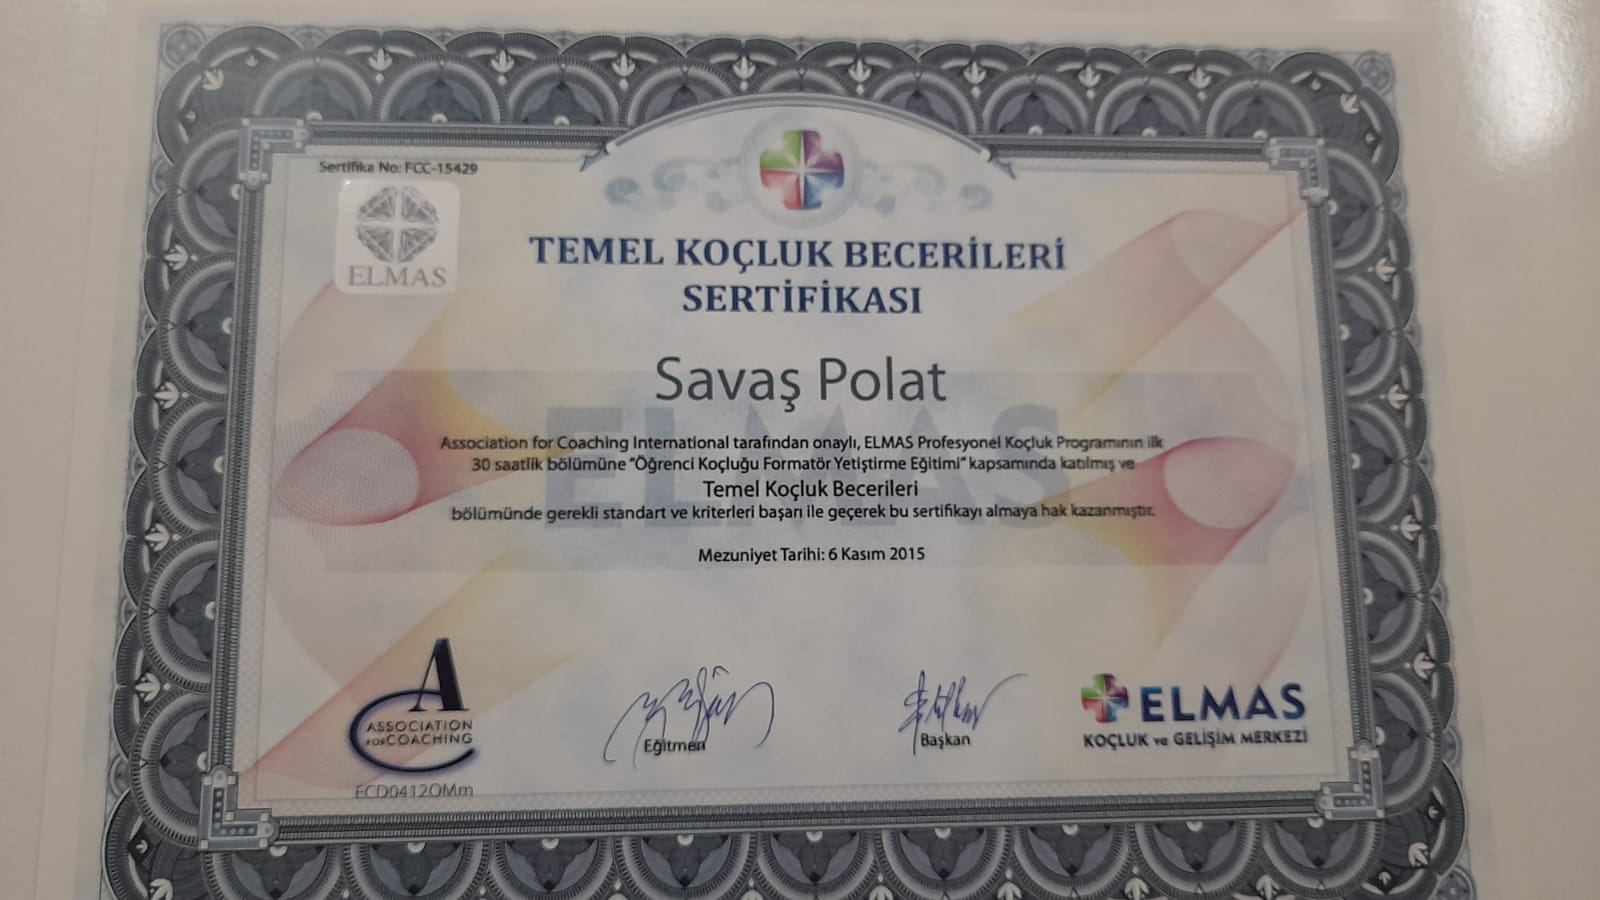 Sertifika No: FCC-15429
ELMAS
TEMEL KOÇLUK BECERİLERİ
SERTİFİKASI
Savaş Polat
ELMAS
Association for Coaching International tarafından onaylı, ELMAS Profesyonel Koçluk Programının ilk
30 saatlik bölümüne "Öğrenci Koçluğu Formatör Yetiştirme Eğitimi" kapsamında katılmış ve
Temel Koçluk Becerileri
bölümünde gerekli standart ve kriterleri başarı ile geçerek bu sertifikayı almaya hak kazanmıştır.
Mezuniyet Tarihi: 6 Kasım 2015
A
ASSOCIATION
FOR COACHING
ECD0412OMm
Eğitmen
Başkan
ELMAS
KOÇLUK ve GELİŞİM MERKEZİ